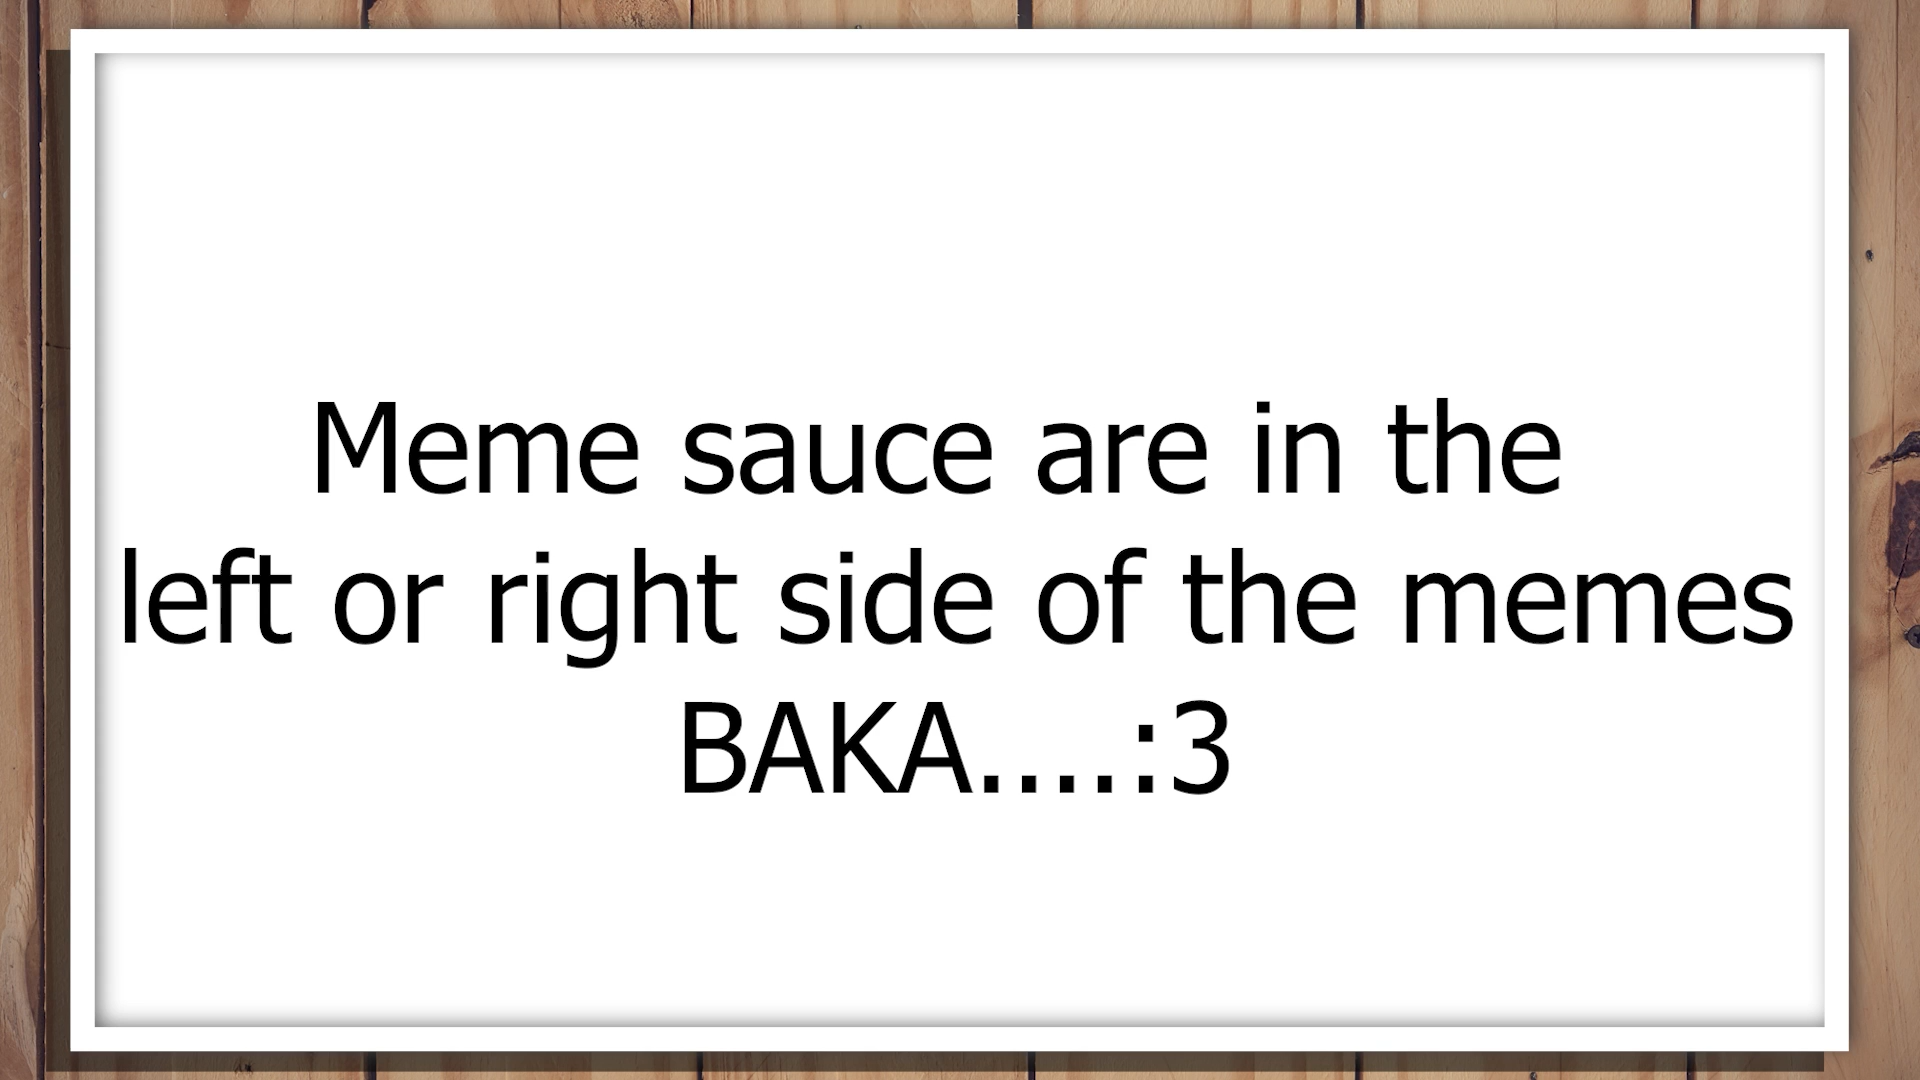 Meme sauce are in the
left or right side of the memes
BAKA....:3